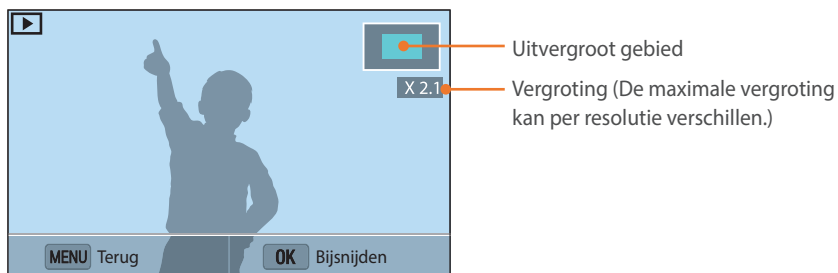 Uitvergroot gebied
X 2.1
Vergroting (De maximale vergroting
kan per resolutie verschillen.)
MENU Terug
OK Bijsnijden